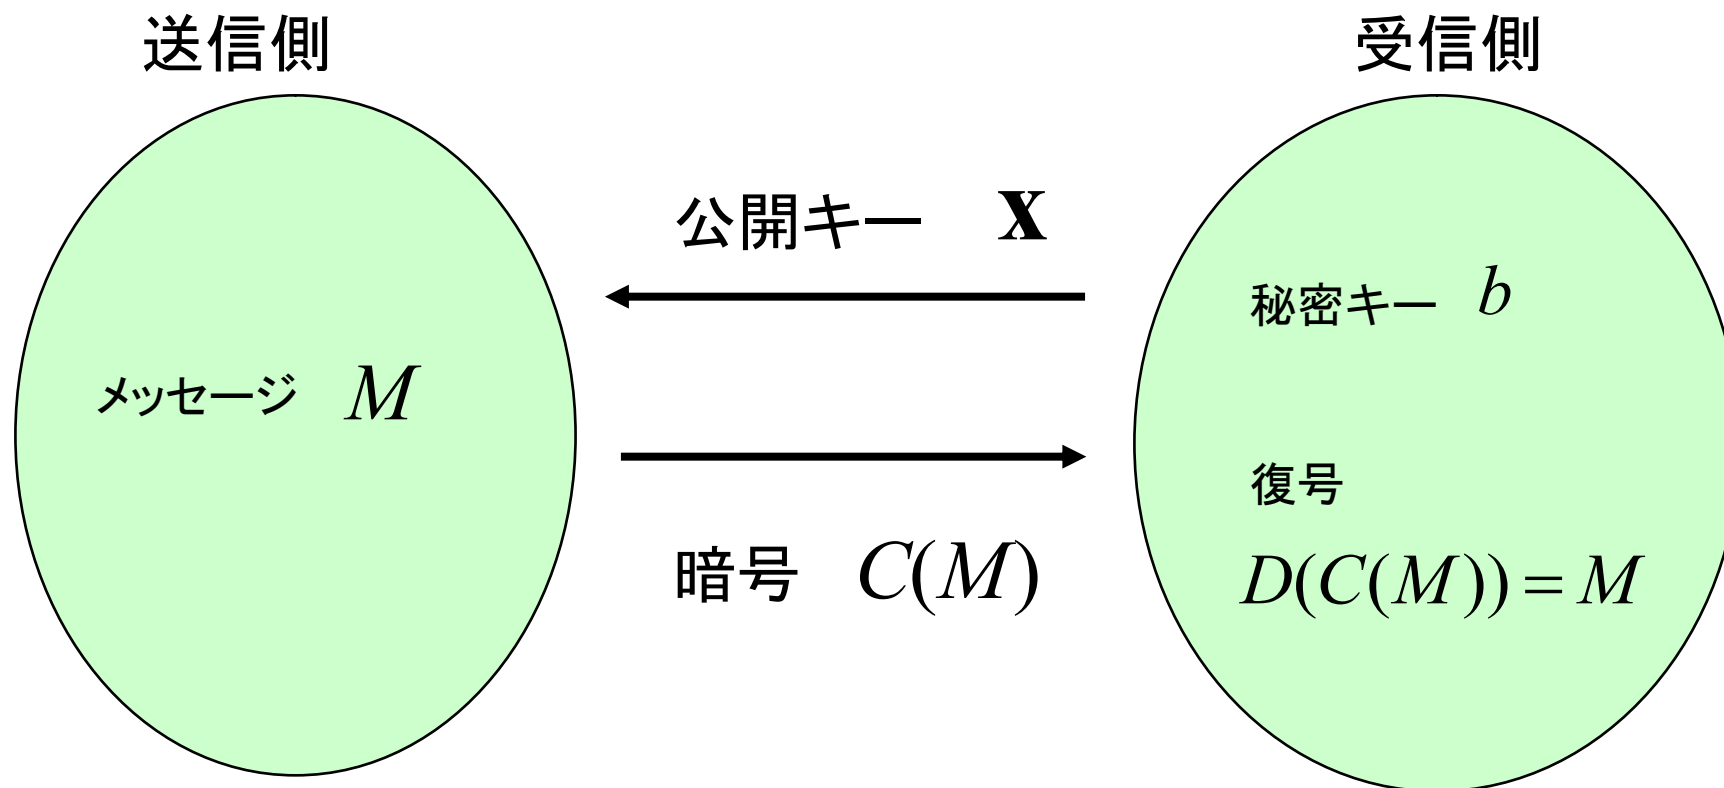 送信側
受信側
公開キー x
秘密キー b
メッセージ M
復号
暗号 C(M)
D(C(M)) = M